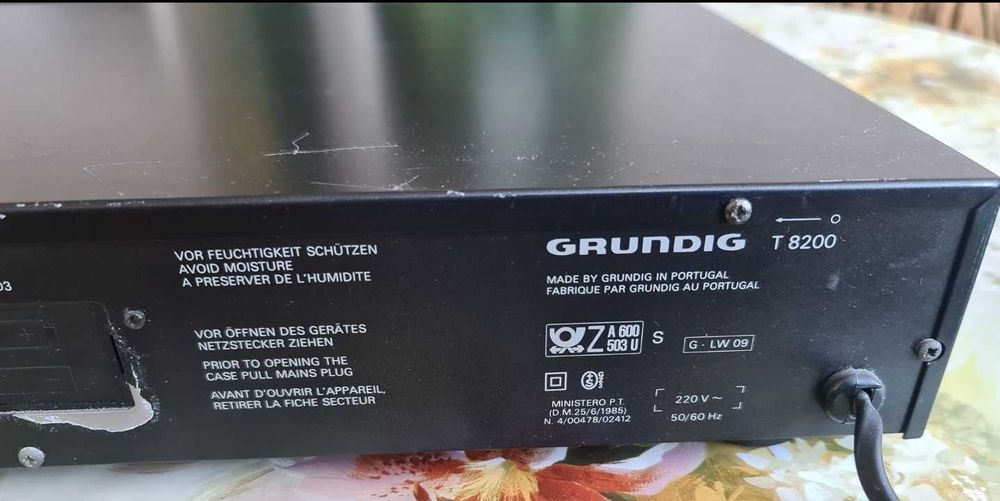 03
VOR FEUCHTIGKEIT SCHÜTZEN
AVOID MOISTURE
A PRESERVER DE L'HUMIDITE
VOR ÖFFNEN DES GERÄTES
NETZSTECKER ZIEHEN
PRIOR TO OPENING THE
CASE PULL MAINS PLUG
AVANT D'OUVRIR L'APPAREIL,
RETIRER LA FICHE SECTEUR
GRUNDIG T 8200
MADE BY GRUNDIG IN PORTUGAL
FABRIQUE PAR GRUNDIG AU PORTUGAL
Z A 600
503 U S
G · LW 09
MINISTERO P.T.
(D.M.25/6/1985)
N. 4/00478/02412
220 V ~
50/60 Hz